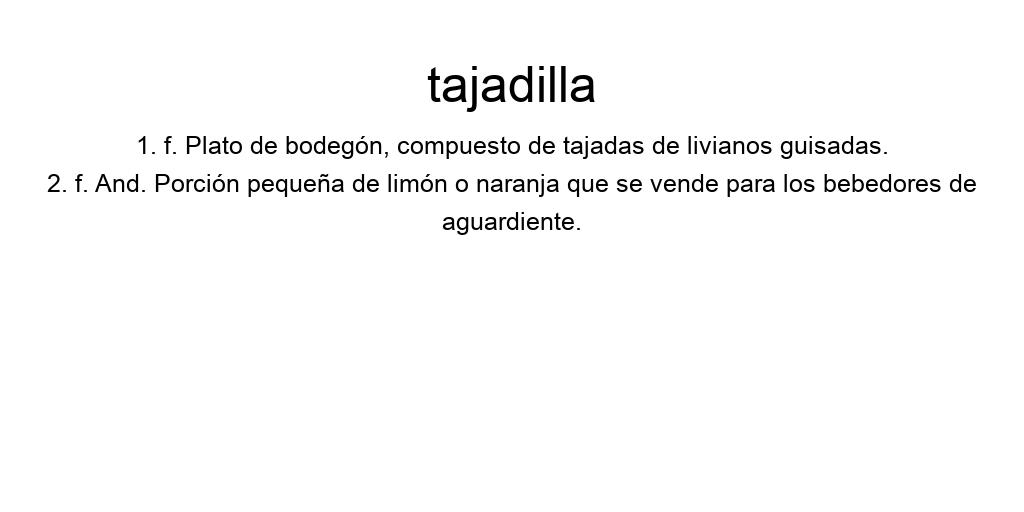 tajadilla
1. f. Plato de bodegón, compuesto de tajadas de livianos guisadas.
2. f. And. Porción pequeña de limón o naranja que se vende para los bebedores de
aguardiente.